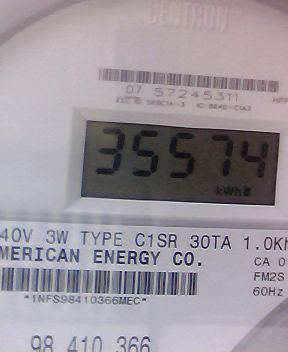 CENTRON
07 57245311
35574
kWh
40V 3W TYPE C1SR 30TA 1.0Kh
MERICAN ENERGY CO.
CA 0
FM2S
60Hz
*1NFS98410366MEC*
98 410 366